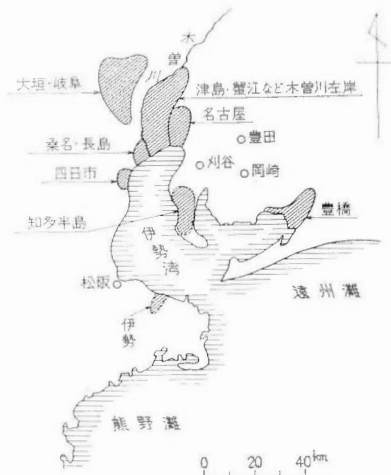 木
曽
川
大垣・岐阜
津島・蟹江など木曽川左岸
名古屋
桑名・長島
豊田
刈谷
岡崎
四日市
知多半島
豊橋
伊勢湾
松阪
遠州灘
伊勢
熊野灘
0 20 40km